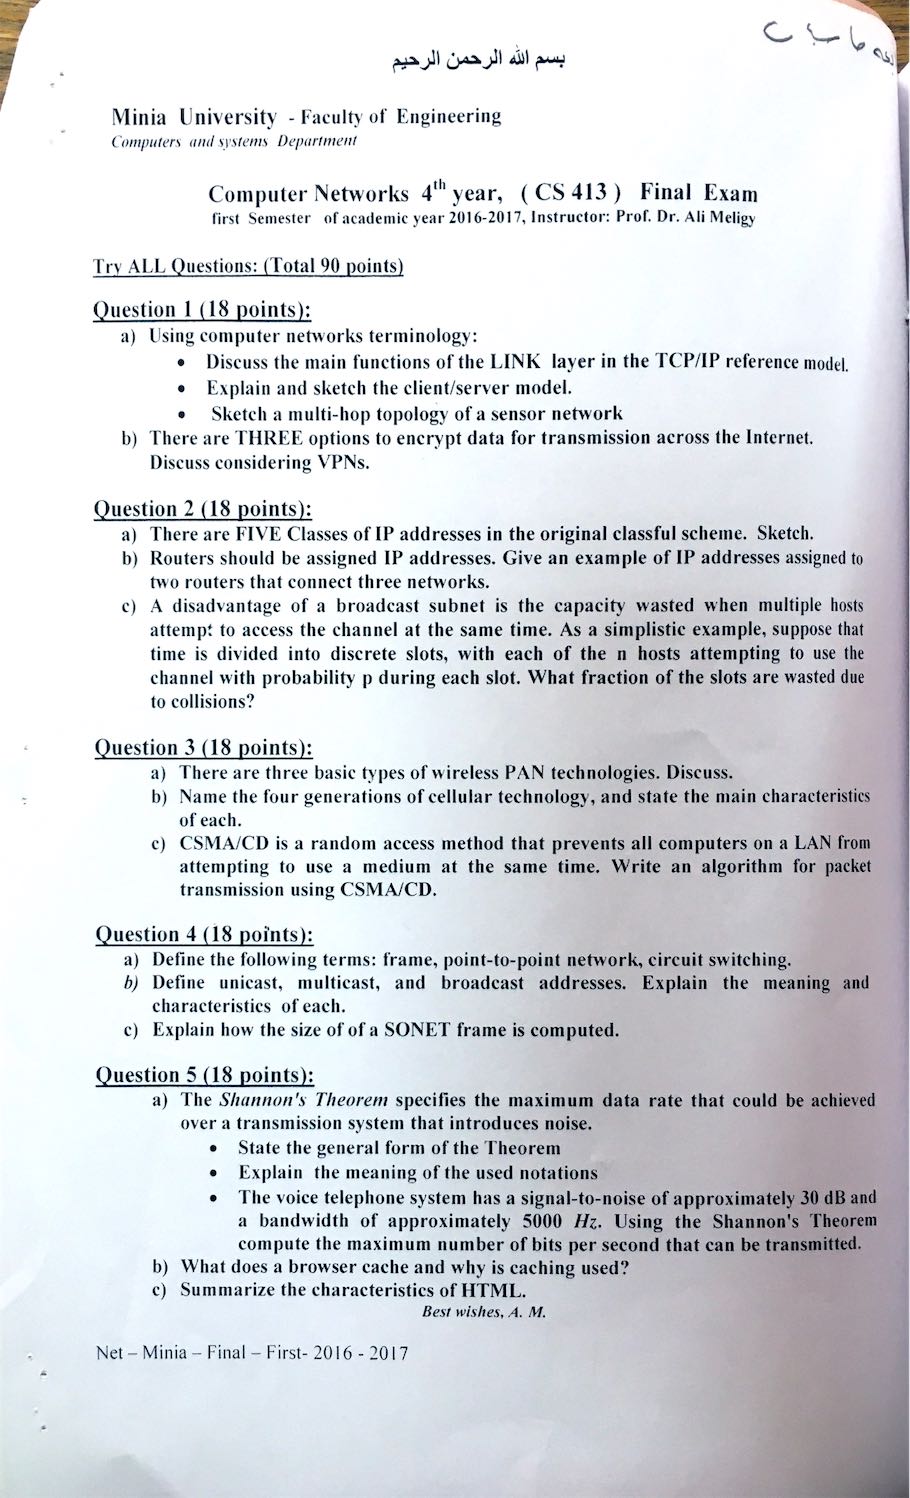 بسم الله الرحمن الرحيم
Minia University - Faculty of Engineering
Computers and systems Department
Computer Networks 4th year, ( CS 413 ) Final Exam
first Semester of academic year 2016-2017, Instructor: Prof. Dr. Ali Meligy
Try ALL Questions: (Total 90 points)
Question 1 (18 points):
a) Using computer networks terminology:
• Discuss the main functions of the LINK layer in the TCP/IP reference model.
• Explain and sketch the client/server model.
• Sketch a multi-hop topology of a sensor network
b) There are THREE options to encrypt data for transmission across the Internet.
Discuss considering VPNs.
Question 2 (18 points):
a) There are FIVE Classes of IP addresses in the original classful scheme. Sketch.
b) Routers should be assigned IP addresses. Give an example of IP addresses assigned to
two routers that connect three networks.
c) A disadvantage of a broadcast subnet is the capacity wasted when multiple hosts
attempt to access the channel at the same time. As a simplistic example, suppose that
time is divided into discrete slots, with each of the n hosts attempting to use the
channel with probability p during each slot. What fraction of the slots are wasted due
to collisions?
Question 3 (18 points):
a) There are three basic types of wireless PAN technologies. Discuss.
b) Name the four generations of cellular technology, and state the main characteristics
of each.
c) CSMA/CD is a random access method that prevents all computers on a LAN from
attempting to use a medium at the same time. Write an algorithm for packet
transmission using CSMA/CD.
Question 4 (18 points):
a) Define the following terms: frame, point-to-point network, circuit switching.
b) Define unicast, multicast, and broadcast addresses. Explain the meaning and
characteristics of each.
c) Explain how the size of of a SONET frame is computed.
Question 5 (18 points):
a) The Shannon's Theorem specifies the maximum data rate that could be achieved
over a transmission system that introduces noise.
• State the general form of the Theorem
• Explain the meaning of the used notations
• The voice telephone system has a signal-to-noise of approximately 30 dB and
a bandwidth of approximately 5000 Hz. Using the Shannon's Theorem
compute the maximum number of bits per second that can be transmitted.
b) What does a browser cache and why is caching used?
c) Summarize the characteristics of HTML.
Best wishes, A. M.
Net – Minia – Final – First- 2016 - 2017